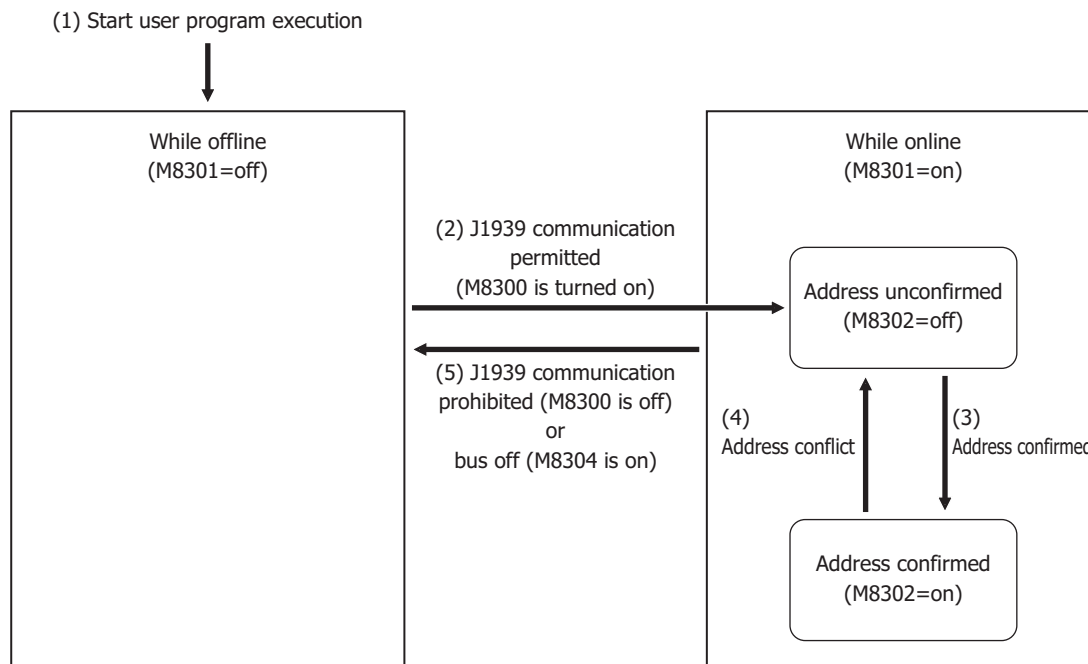 (1) Start user program execution
While offline
(M8301=off)
While online
(M8301=on)
(2) J1939 communication
permitted
(M8300 is turned on)
Address unconfirmed
(M8302=off)
(5) J1939 communication
prohibited (M8300 is off)
or
bus off (M8304 is on)
(4)
Address conflict
(3)
Address confirmed
Address confirmed
(M8302=on)